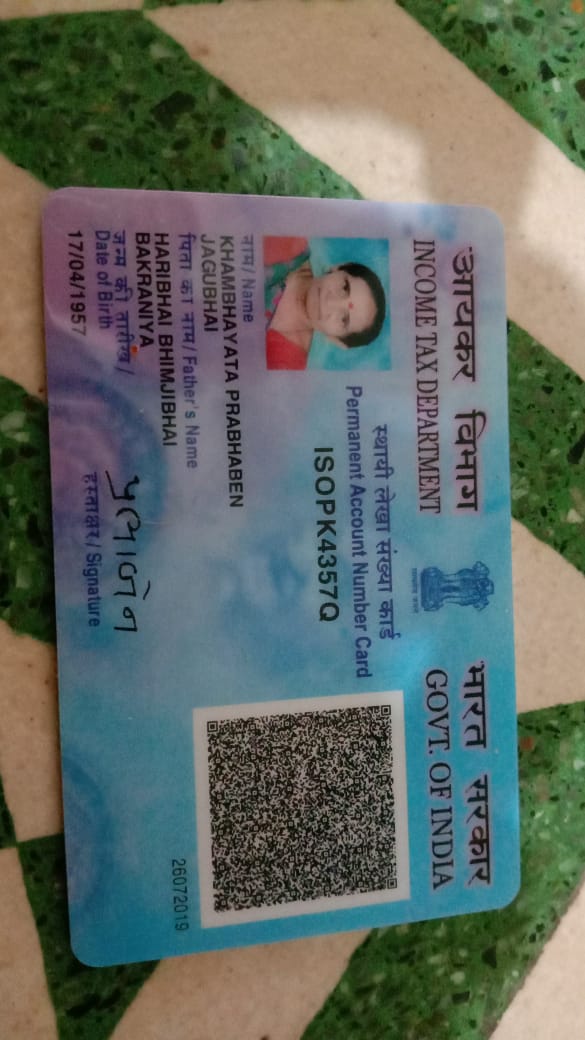 आयकर विभाग
INCOME TAX DEPARTMENT
भारत सरकार
GOVT. OF INDIA
स्थायी लेखा संख्या कार्ड
Permanent Account Number Card
ISOPK4357Q
नाम/ Name
KHAMBHAYATA PRABHABEN
JAGUBHAI
पिता का नाम/ Father's Name
HARIBHAI BHIMJIBHAI
BAKRANIYA
जन्म की तारीख/
Date of Birth
17/04/1957
પ્રભાબેન
हस्ताक्षर/ Signature
26072019